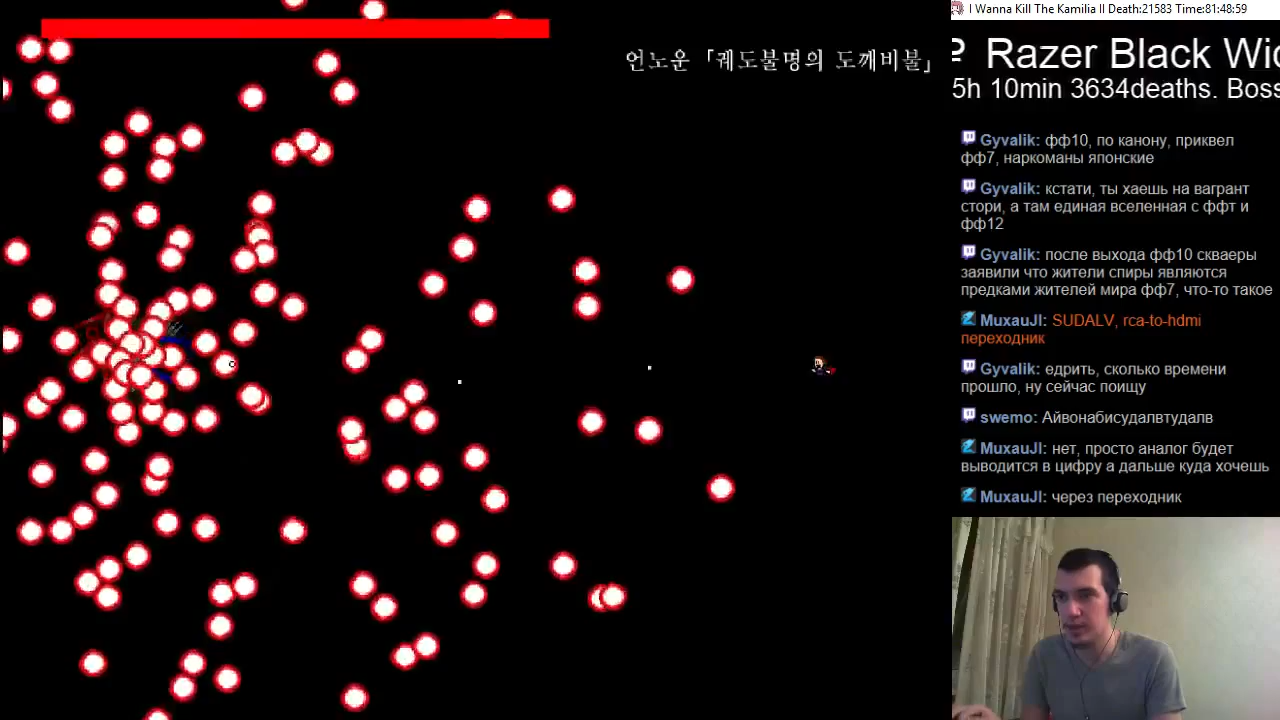 I Wanna Kill The Kamilia II Death:21583 Time:81:48:59
언노운「궤도불명의 도깨비불」
Razer Black Wi
5h 10min 3634deaths. Boss
Gyvalik: фф10, по канону, приквел
фф7, наркоманы японские
Gyvalik: кстати, ты хаешь на вагрант
стори, а там единая вселенная с ффт и
фф12
Gyvalik: после выхода фф10 скваеры
заявили что жители спиры являются
предками жителей мира фф7, что-то такое
MuxauJl: SUDALV, rca-to-hdmi
переходник
Gyvalik: едрить, сколько времени
прошло, ну сейчас поищу
swemo: Айвонабисудалвтудалв
MuxauJl: нет, просто аналог будет
выводится в цифру а дальше куда хочешь
MuxauJl: через переходник